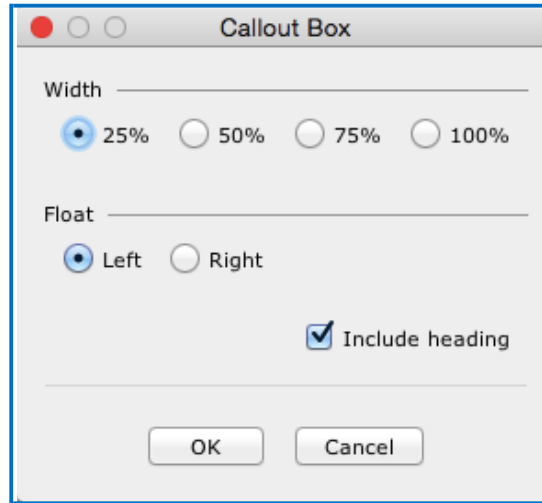 Callout Box
Width
25% 50% 75% 100%
Float
Left Right
Include heading
OK Cancel